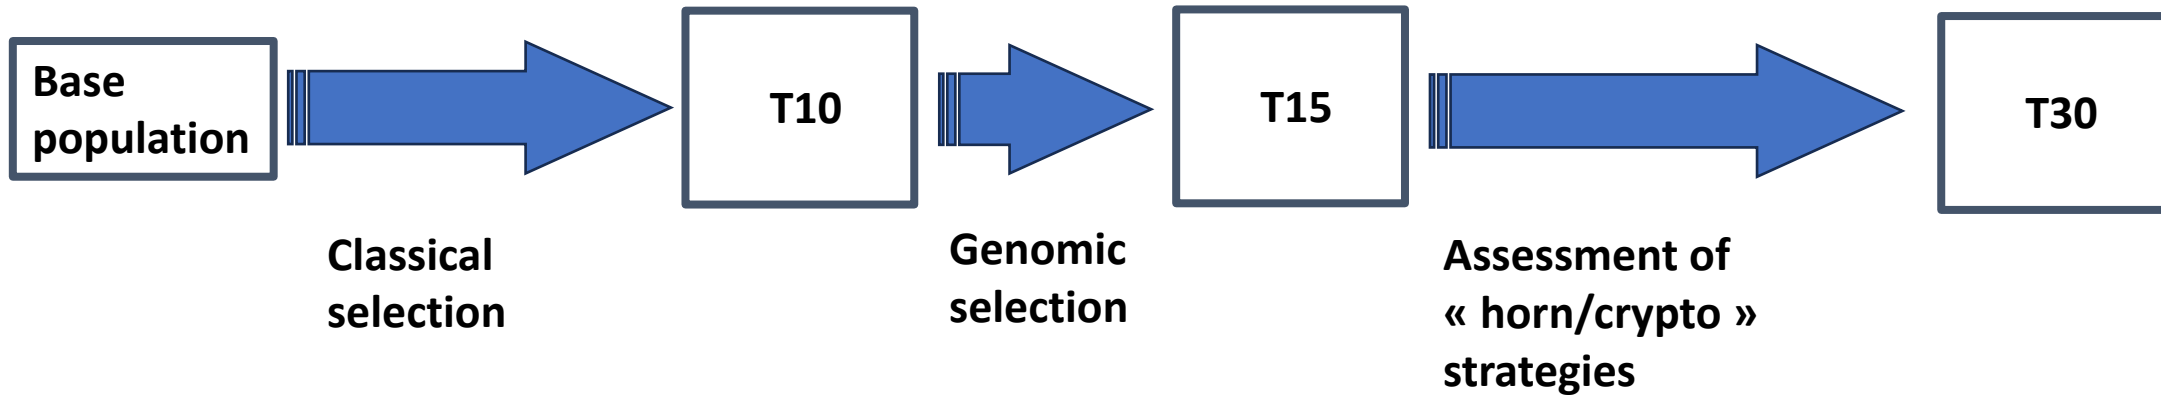 Base
population
T10
T15
T30
Classical
selection
Genomic
selection
Assessment of
« horn/crypto »
strategies